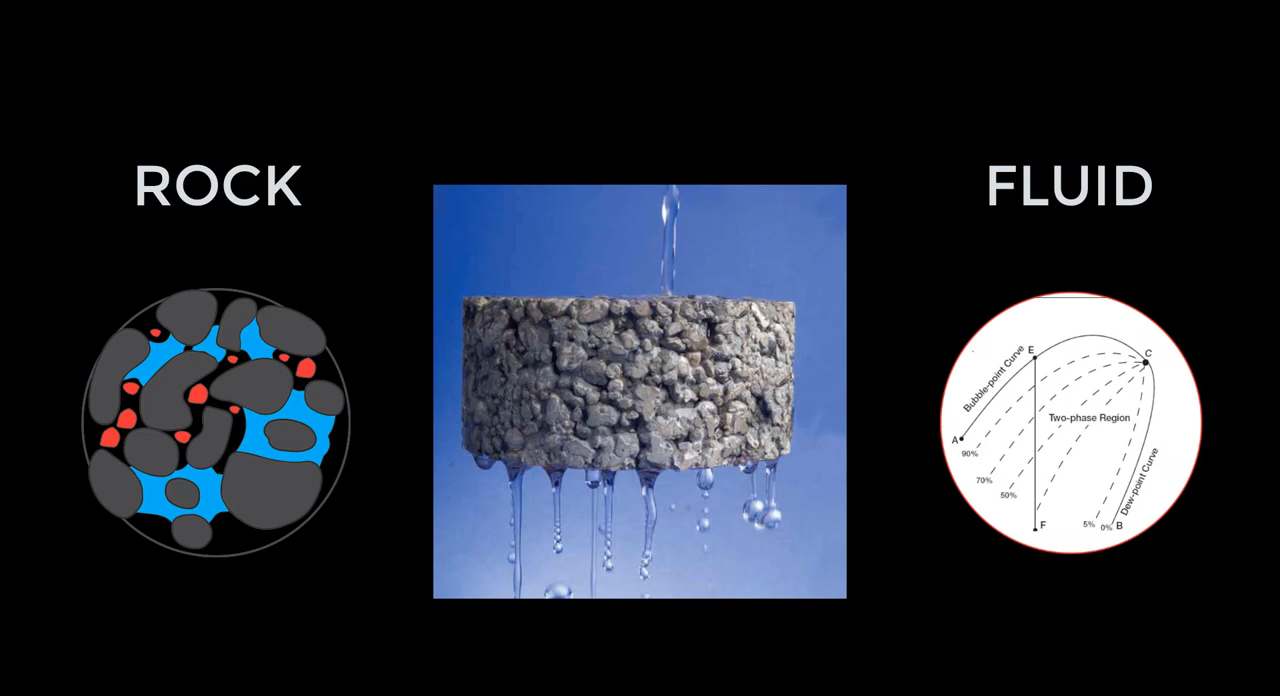 ROCK
FLUID
E
C
Bubble-point Curve
Two-phase Region
A
90%
70%
50%
Dew-point Curve
F
5%
0%
B